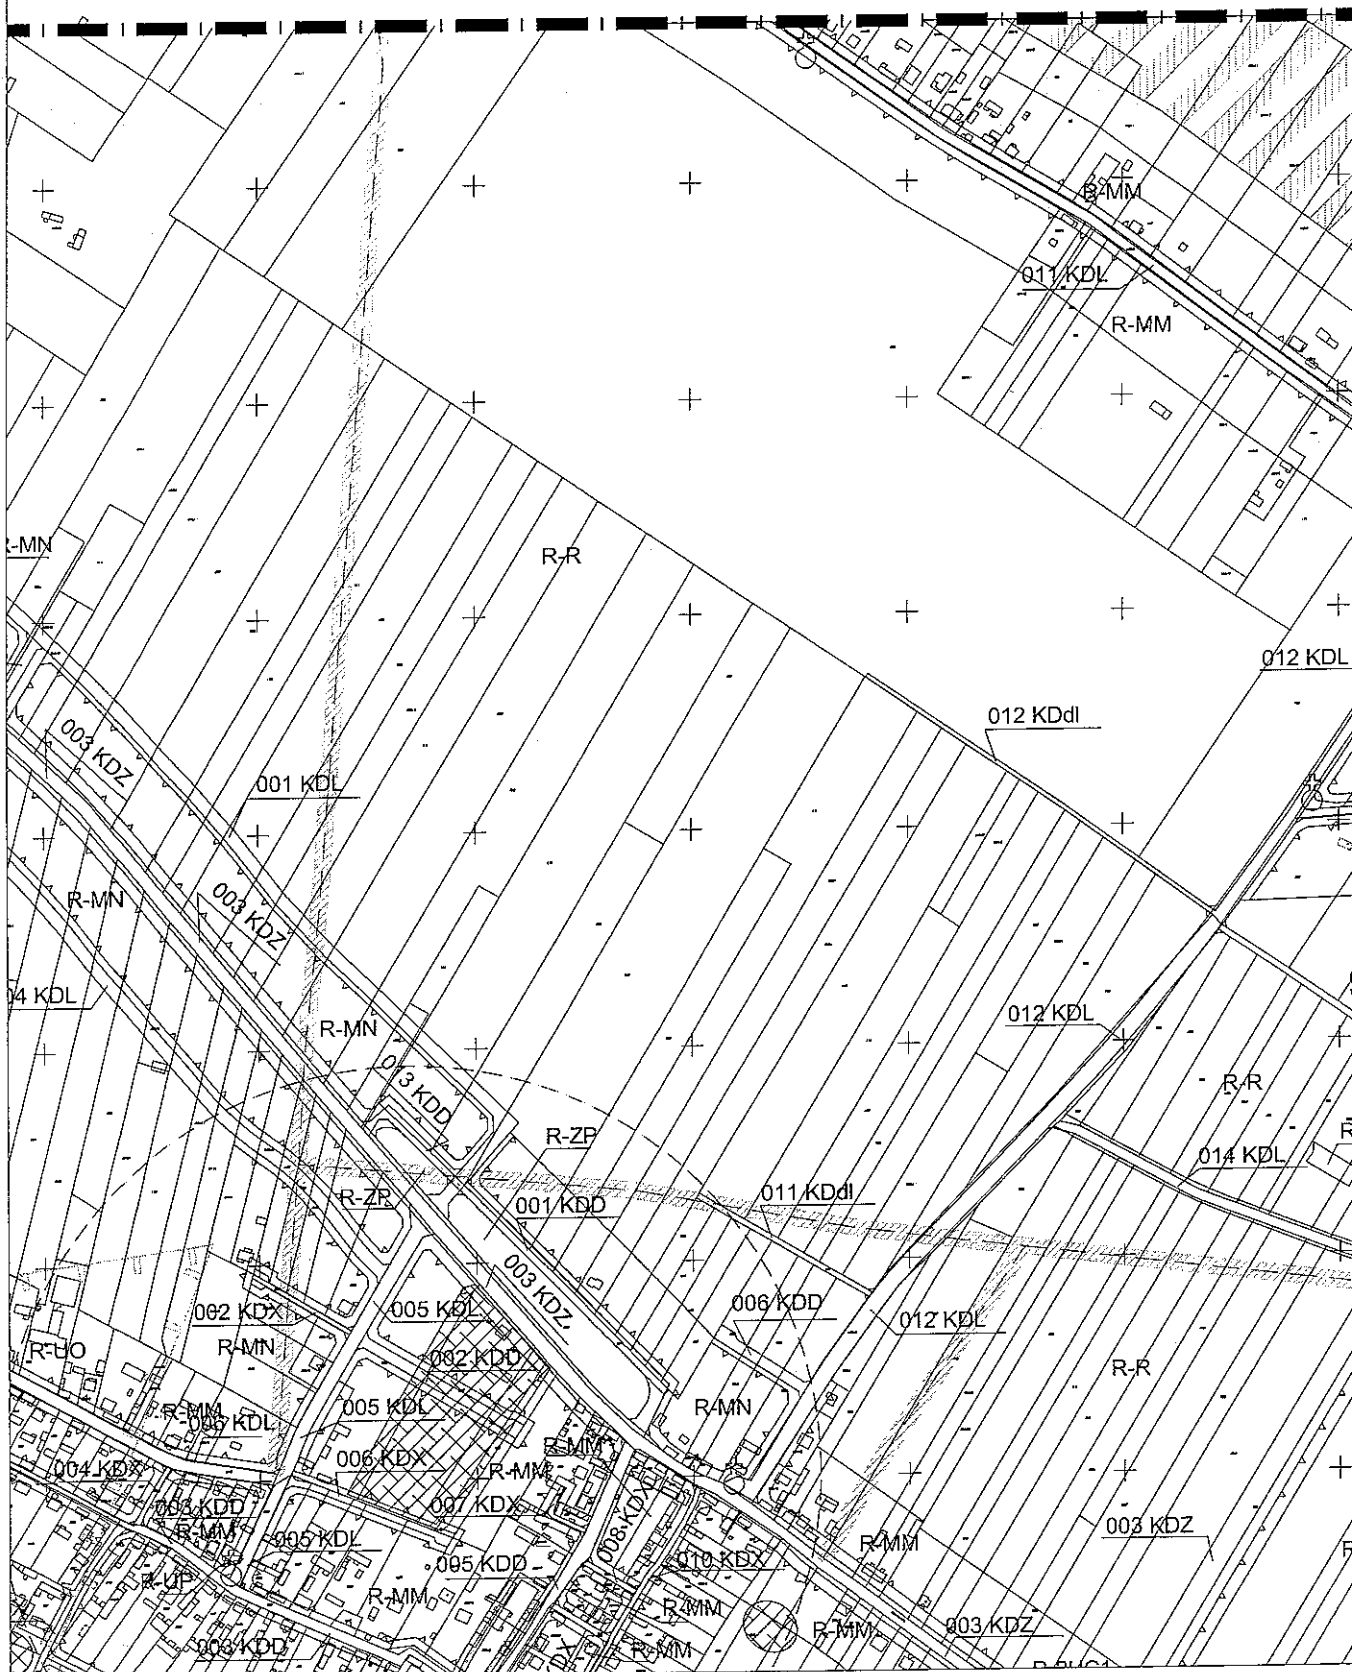 R-MM
011 KDL
R-MM
R-MN
R-R
012 KDL
012 KDdl
003 KDZ
001 KDL
R-MN
003 KDZ
04 KDL
012 KDL
R-MN
013 KDD
R-R
R-ZP
014 KDL
R-ZP
001 KDD
011 KDdl
003 KDZ
002 KDX
005 KDL
006 KDD
012 KDL
R-UO
R-MN
002 KDD
R-R
R-MM
006 KDL
005 KDL
R-MN
R-MM
004 KDX
006 KDX
R-MM
003 KDD
007 KDX
008 KDX
003 KDZ
R-MM
005 KDL
R-MM
R-UP
005 KDD
010 KDX
R-MM
R-MM
003 KDD
R-MM
R-MM
003 KDZ
KDX